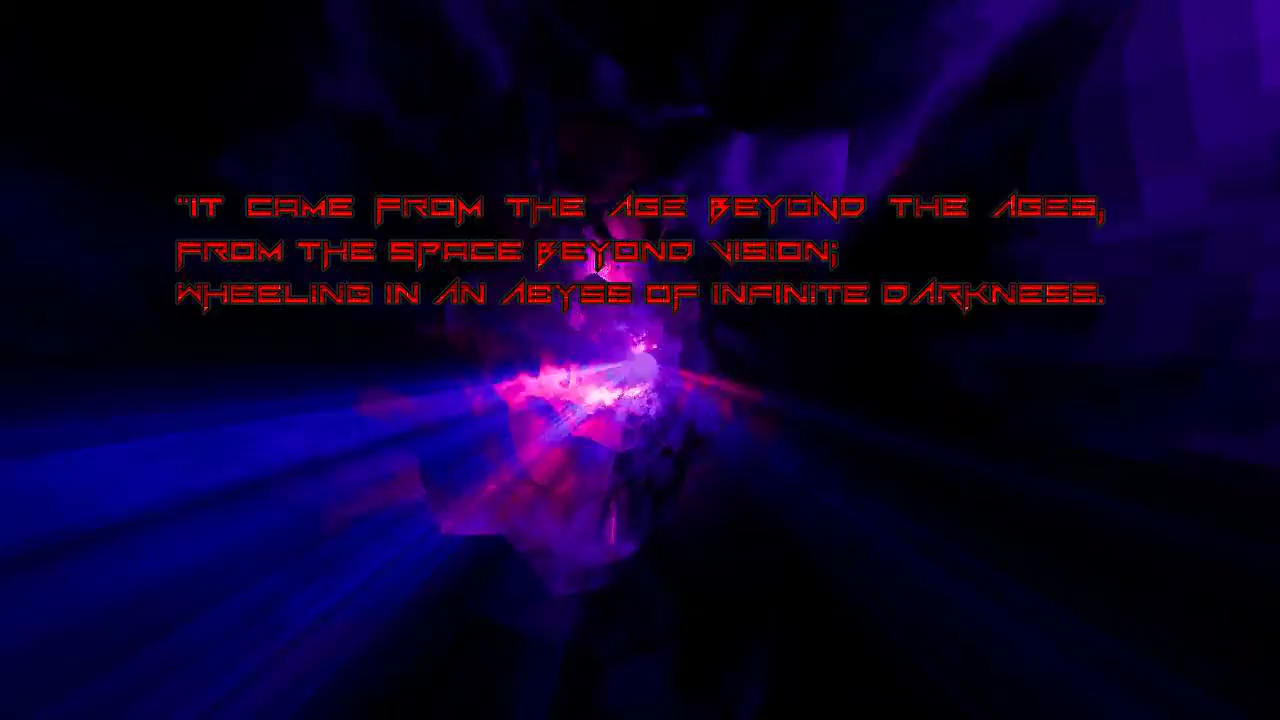 "IT CAME FROM THE AGE BEYOND THE AGES,
FROM THE SPACE BEYOND VISION;
WHEELING IN AN ABYSS OF INFINITE DARKNESS.